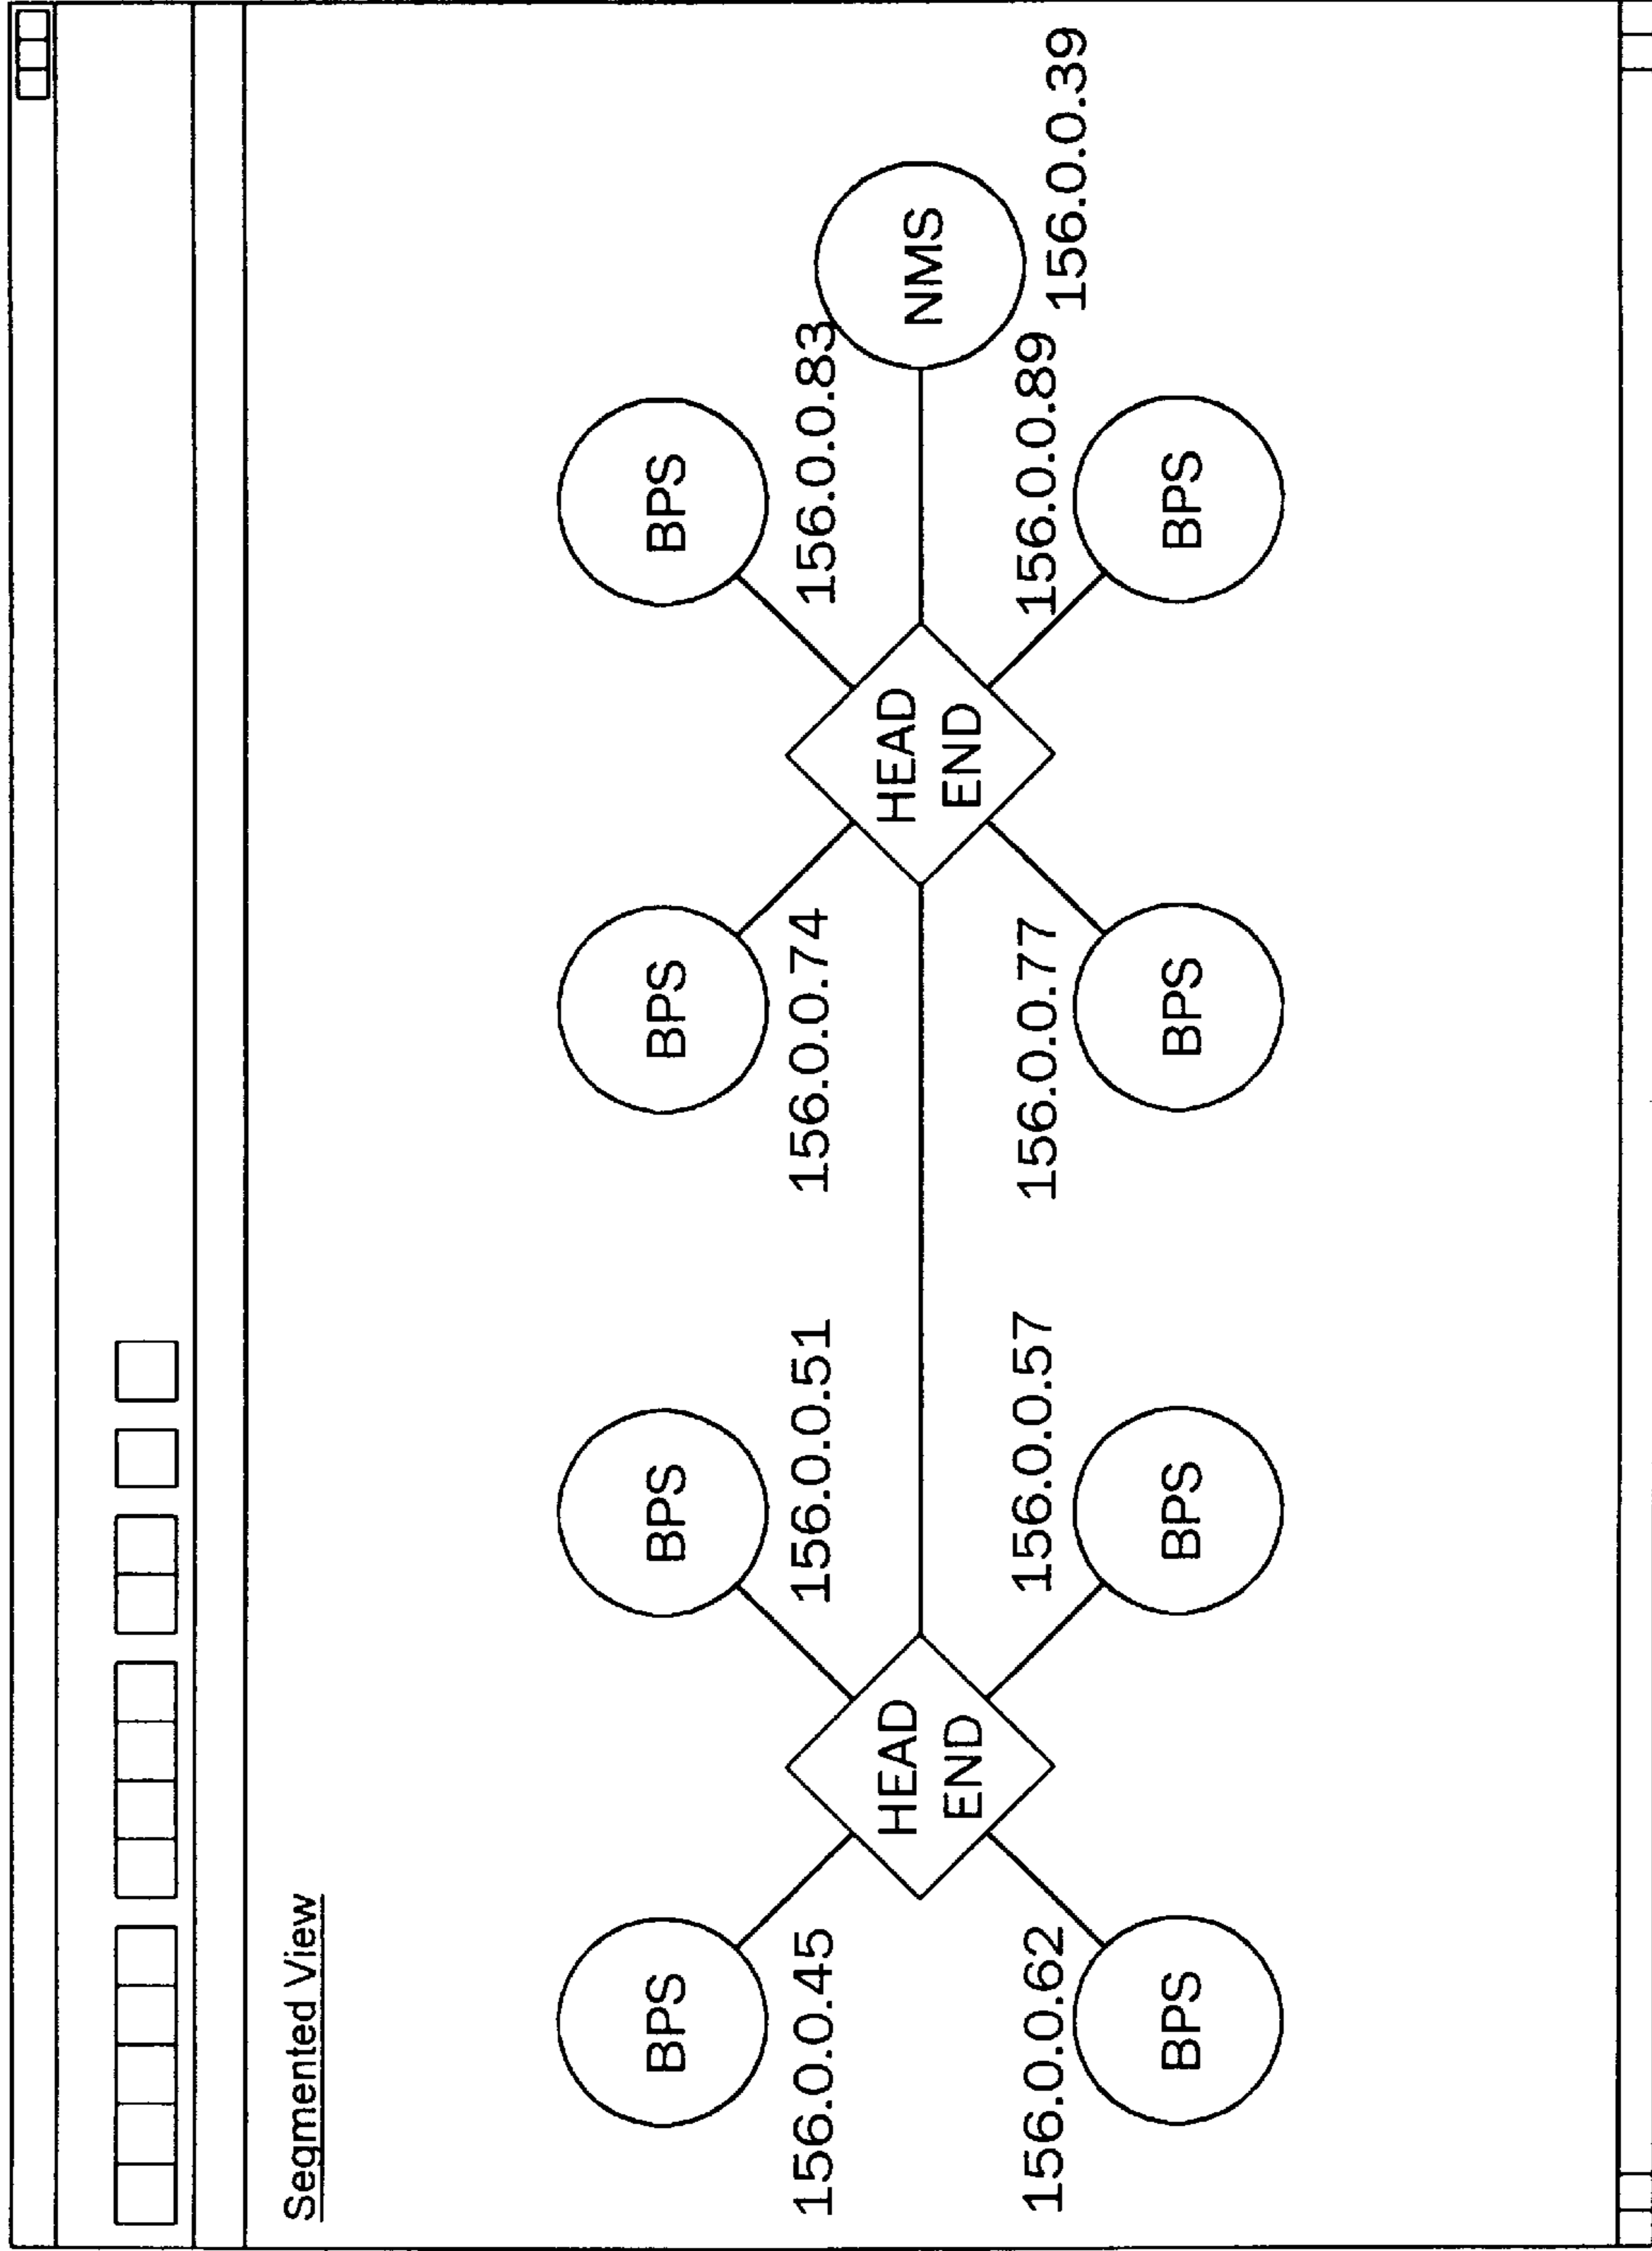 Segmented View
BPS
BPS
BPS
BPS
156.0.0.45
156.0.0.51
156.0.0.74
156.0.0.83
HEAD
END
HEAD
END
NMS
156.0.0.62
156.0.0.57
156.0.0.77
156.0.0.89
156.0.0.39
BPS
BPS
BPS
BPS